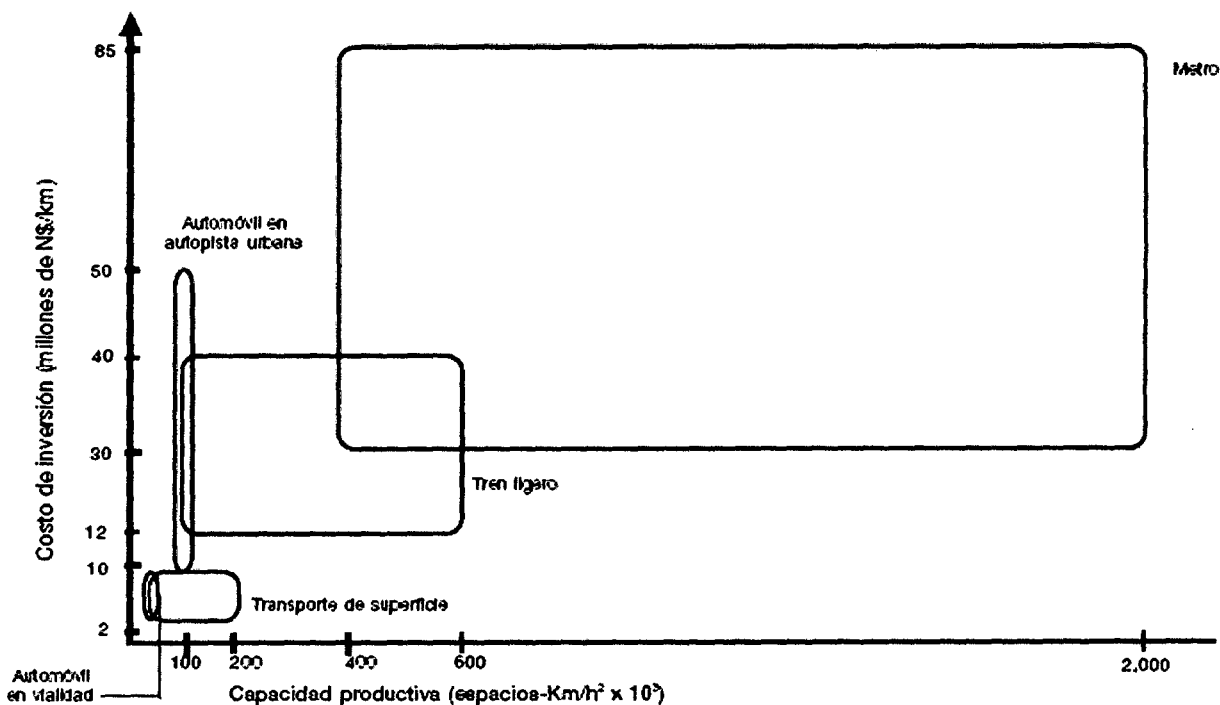 85
Metro
Costo de inversión (millones de N$/km)
Automóvil en
autopista urbana
50
40
30
Tren ligero
12
10
Transporte de superficie
2
100
200
400
600
2,000
Automóvil
en vialidad
Capacidad productiva (espacios-Km/h² x 10³)